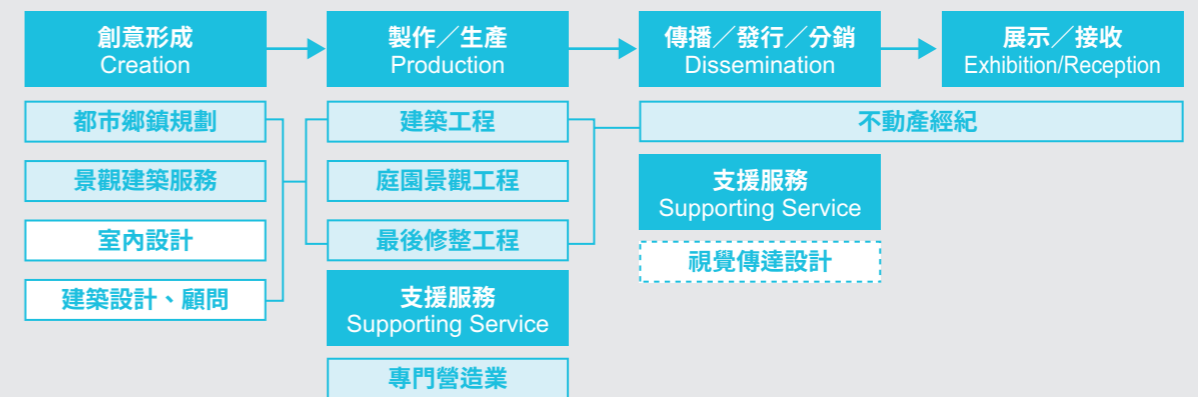 創意形成
Creation
製作／生產
Production
傳播／發行／分銷
Dissemination
展示／接收
Exhibition/Reception
都市鄉鎮規劃
景觀建築服務
室內設計
建築設計、顧問
建築工程
庭園景觀工程
最後修整工程
支援服務
Supporting Service
專門營造業
不動產經紀
支援服務
Supporting Service
視覺傳達設計